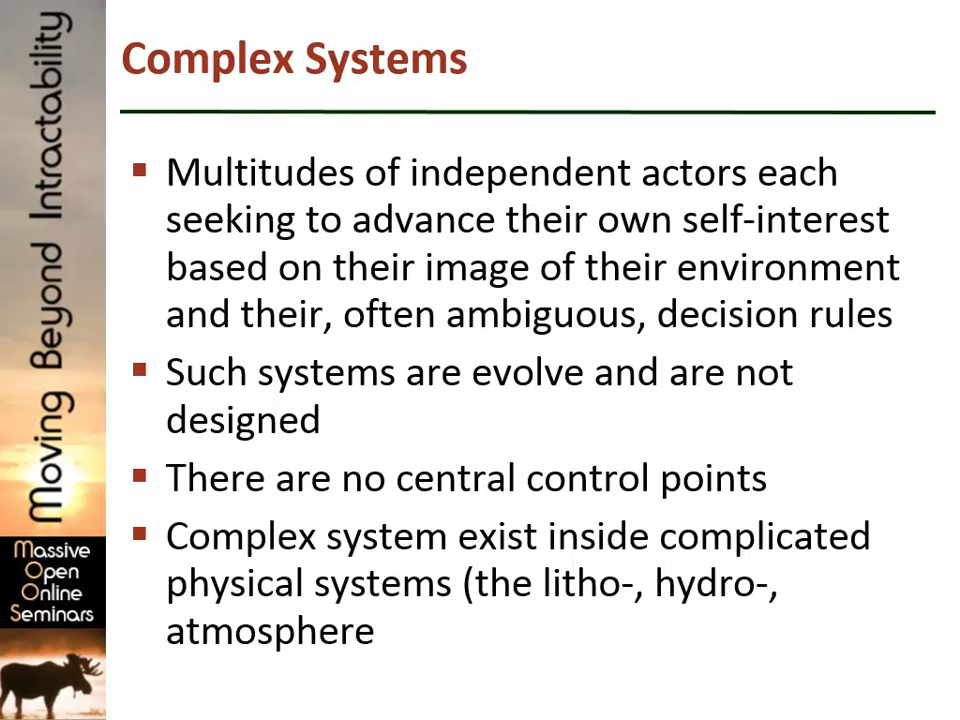 Moving Beyond Intractability
Massive
Open
Online
Seminars
Complex Systems
Multitudes of independent actors each
seeking to advance their own self-interest
based on their image of their environment
and their, often ambiguous, decision rules
Such systems are evolve and are not
designed
There are no central control points
Complex system exist inside complicated
physical systems (the litho-, hydro-,
atmosphere